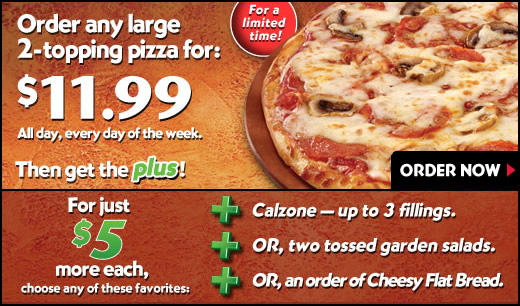 Order any large
2-topping pizza for:
$11.99
All day, every day of the week.
Then get the plus!
For a
limited
time!
ORDER NOW
For just
$5
more each,
choose any of these favorites:
Calzone — up to 3 fillings.
OR, two tossed garden salads.
OR, an order of Cheesy Flat Bread.